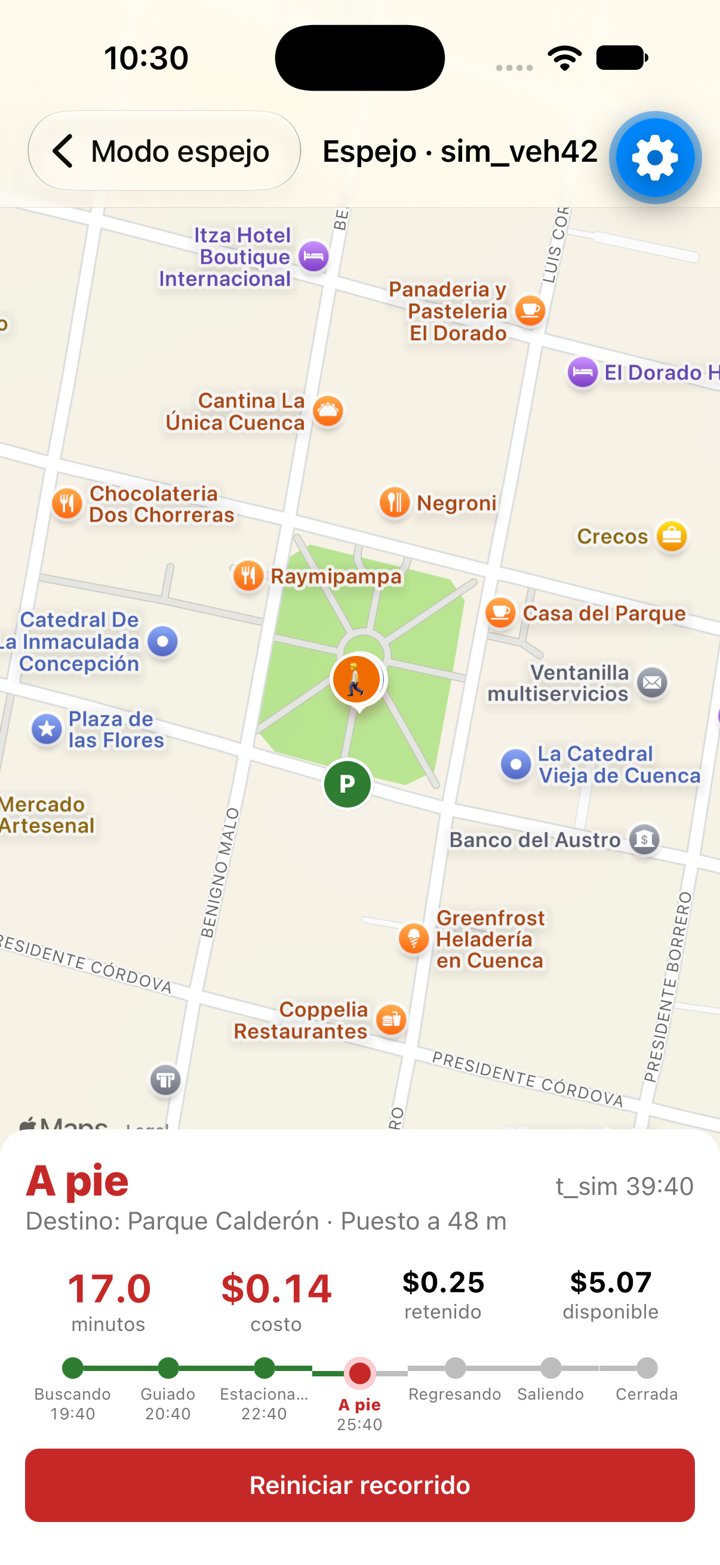 10:30
Modo espejo
Espejo · sim_veh42
Itza Hotel
Boutique
Internacional
Panaderia y
Pasteleria
El Dorado
El Dorado H
Cantina La
Única Cuenca
Chocolateria
Dos Chorreras
Negroni
Crecos
Raymipampa
Casa del Parque
Catedral De
La Inmaculada
Concepción
Ventanilla
multiservicios
Plaza de
las Flores
La Catedral
Vieja de Cuenca
P
Mercado
Artesenal
Banco del Austro
BENIGNO MALO
PRESIDENTE BORRERO
Greenfrost
Heladería
en Cuenca
RESIDENTE CÓRDOVA
Coppelia
Restaurantes
PRESIDENTE CÓRDOVA
Maps
Legal
A pie
t_sim 39:40
Destino: Parque Calderón · Puesto a 48 m
17.0
minutos
$0.14
costo
$0.25
retenido
$5.07
disponible
Buscando
19:40
Guiado
20:40
Estaciona...
22:40
A pie
25:40
Regresando
Saliendo
Cerrada
Reiniciar recorrido